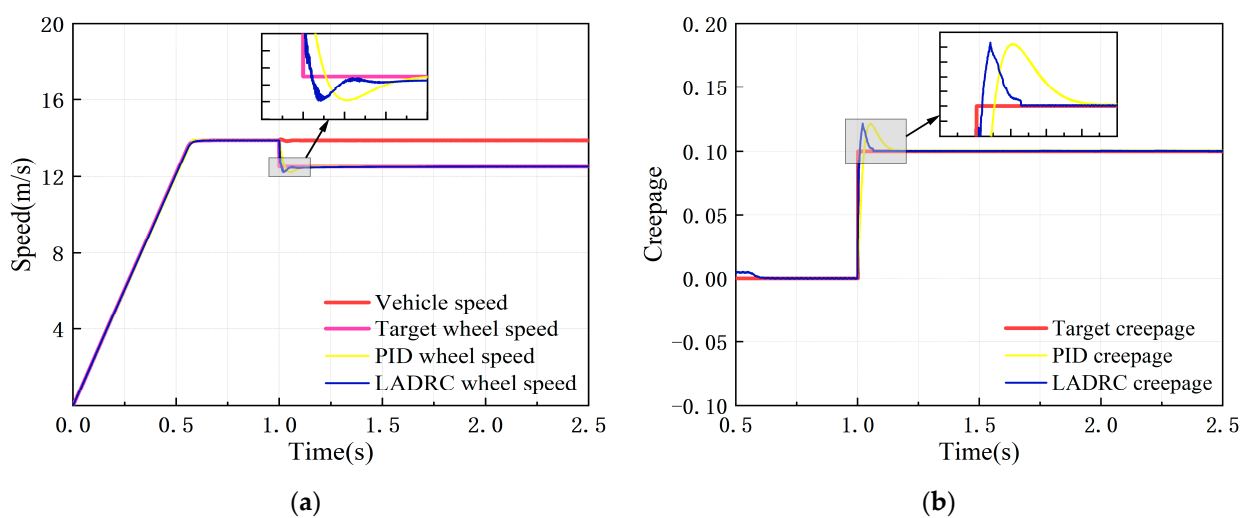 20
16
12
8
4
0.0
0.5
1.0
1.5
2.0
2.5
Speed(m/s)
Time(s)
Vehicle speed
Target wheel speed
PID wheel speed
LADRC wheel speed
(a)
0.20
0.15
0.10
0.05
0.00
−0.05
−0.10
0.5
1.0
1.5
2.0
2.5
Creepage
Time(s)
Target creepage
PID creepage
LADRC creepage
(b)